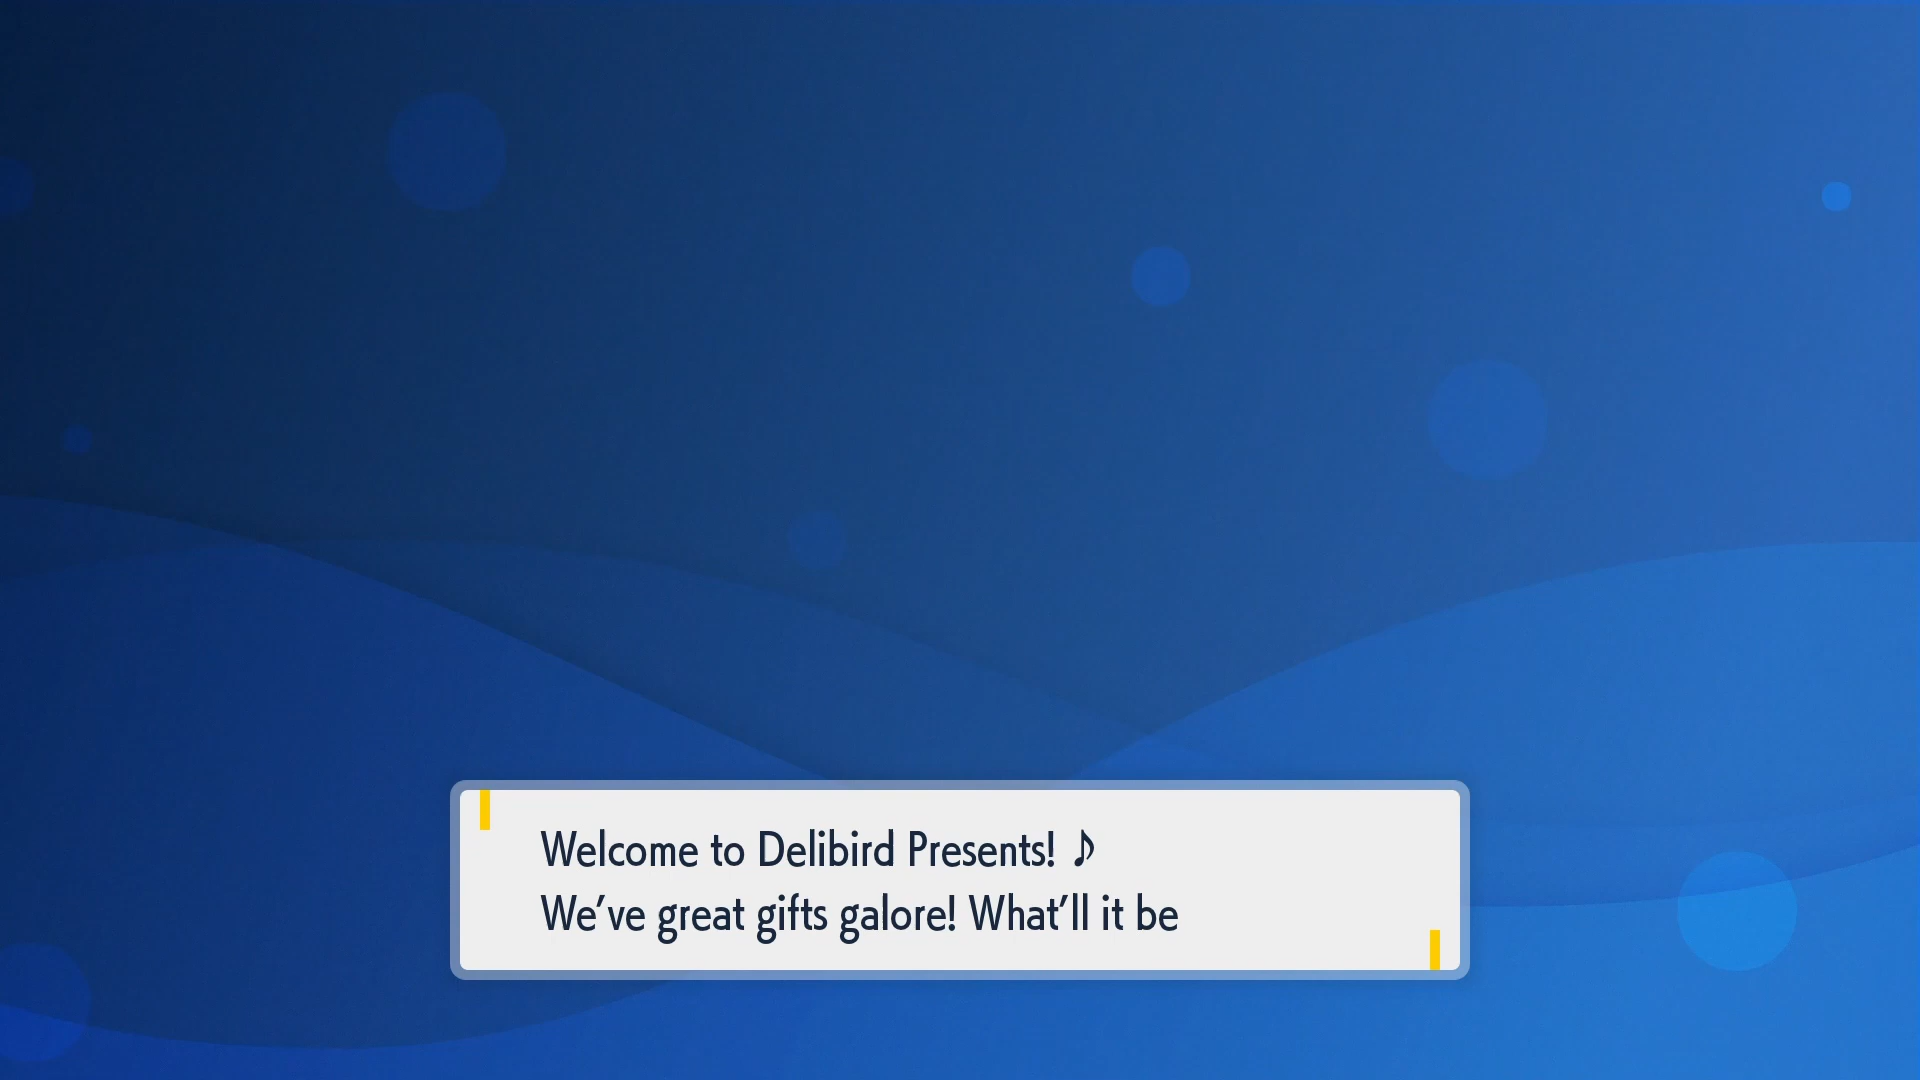 Welcome to Delibird Presents! ♪
We’ve great gifts galore! What’ll it be